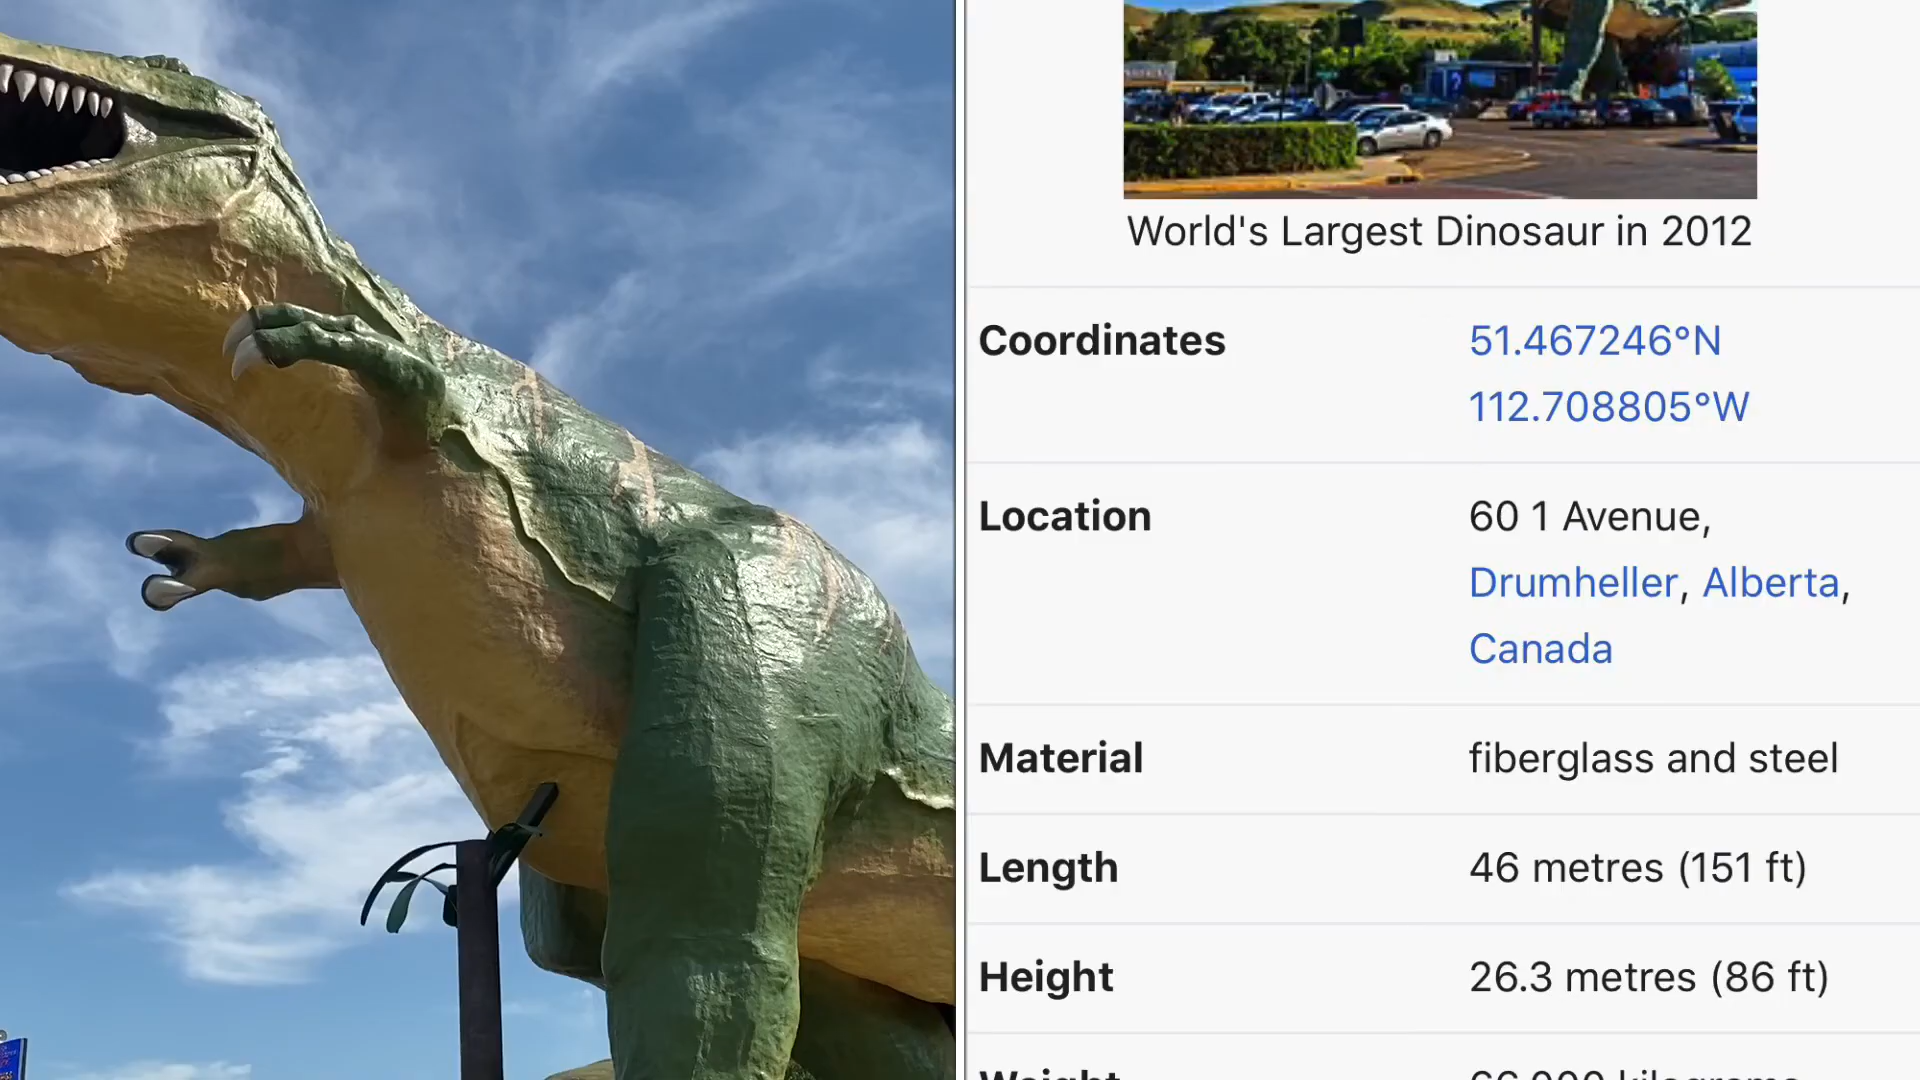 World's Largest Dinosaur in 2012
Coordinates 51.467246°N
112.708805°W
Location 60 1 Avenue,
Drumheller, Alberta,
Canada
Material fiberglass and steel
Length 46 metres (151 ft)
Height 26.3 metres (86 ft)